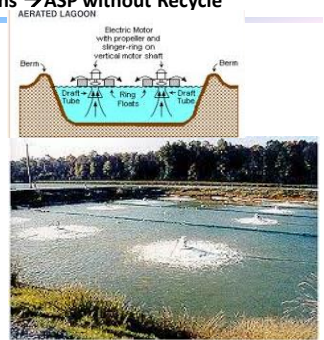 ns →ASP without Recycle
AERATED LAGOON
Electric Motor
with propeller and
slinger-ring on
vertical motor shaft
Berm
Berm
Draft
Tube
Ring
Floats
Draft
Tube